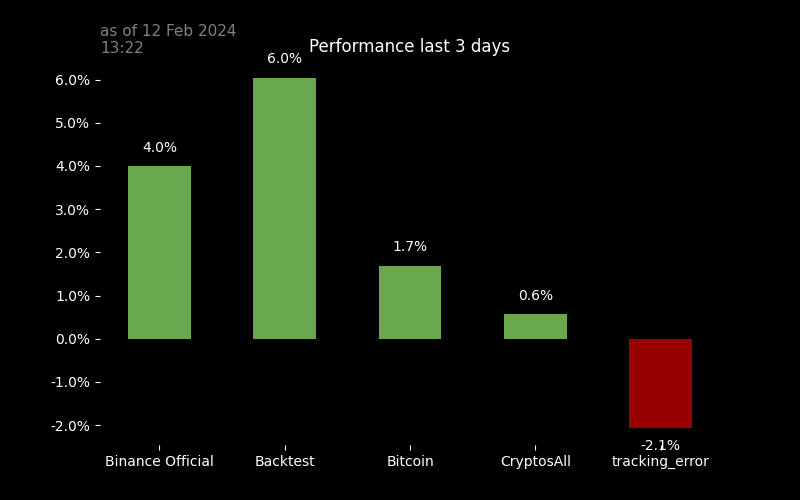 as of 12 Feb 2024
13:22
Performance last 3 days
6.0%
5.0%
4.0%
3.0%
2.0%
1.0%
0.0%
-1.0%
-2.0%
4.0%
6.0%
1.7%
0.6%
-2.1%
Binance Official
Backtest
Bitcoin
CryptosAll
tracking_error